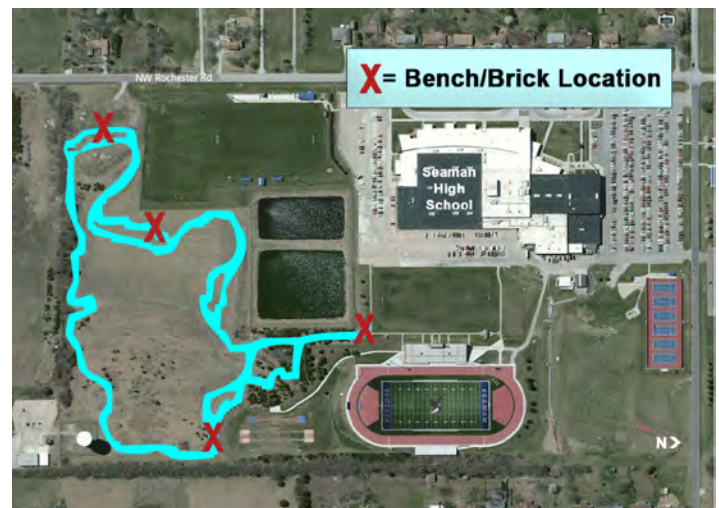 X= Bench/Brick Location
NW Rochester Rd
X
X
Seaman
High
School
X
X
N